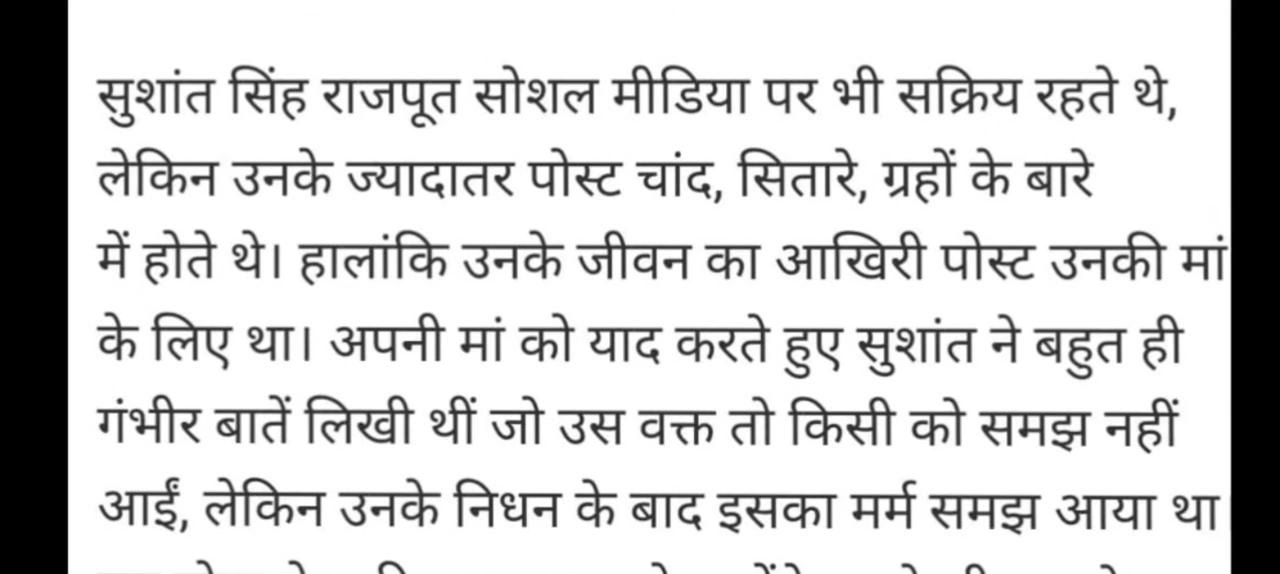 सुशांत सिंह राजपूत सोशल मीडिया पर भी सक्रिय रहते थे,
लेकिन उनके ज्यादातर पोस्ट चांद, सितारे, ग्रहों के बारे
में होते थे। हालांकि उनके जीवन का आखिरी पोस्ट उनकी मां
के लिए था। अपनी मां को याद करते हुए सुशांत ने बहुत ही
गंभीर बातें लिखी थीं जो उस वक्त तो किसी को समझ नहीं
आईं, लेकिन उनके निधन के बाद इसका मर्म समझ आया था